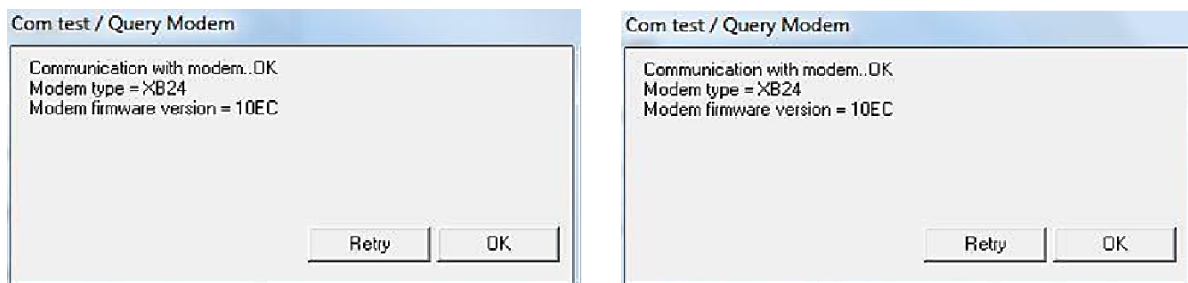 Com test / Query Modem
Communication with modem..OK
Modem type = XB24
Modem firmware version = 10EC
Retry
OK
Com test / Query Modem
Communication with modem..OK
Modem type = XB24
Modem firmware version = 10EC
Retry
OK